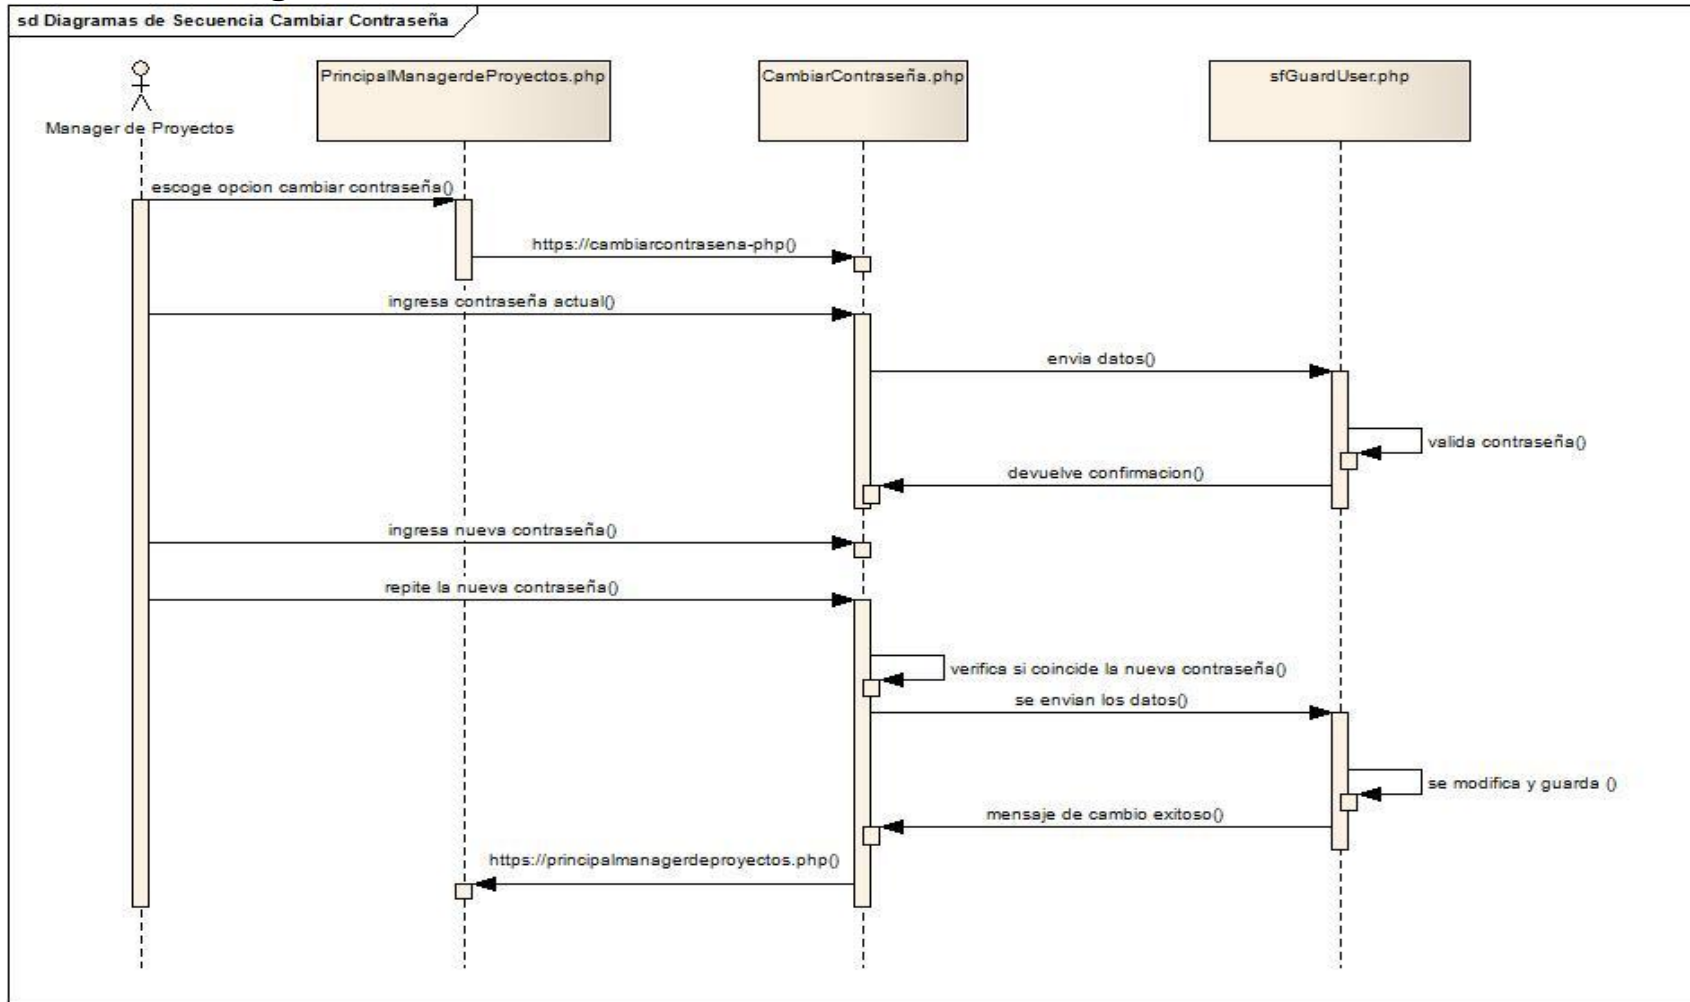 sd Diagramas de Secuencia Cambiar Contraseña
PrincipalManagerdeProyectos.php
CambiarContraseña.php
sfGuardUser.php
Manager de Proyectos
escoge opcion cambiar contraseña()
https://cambiarcontrasena-php()
ingresa contraseña actual()
envia datos()
valida contraseña()
devuelve confirmacion()
ingresa nueva contraseña()
repite la nueva contraseña()
verifica si coincide la nueva contraseña()
se envian los datos()
se modifica y guarda ()
mensaje de cambio exitoso()
https://principalmanagerdeproyectos.php()